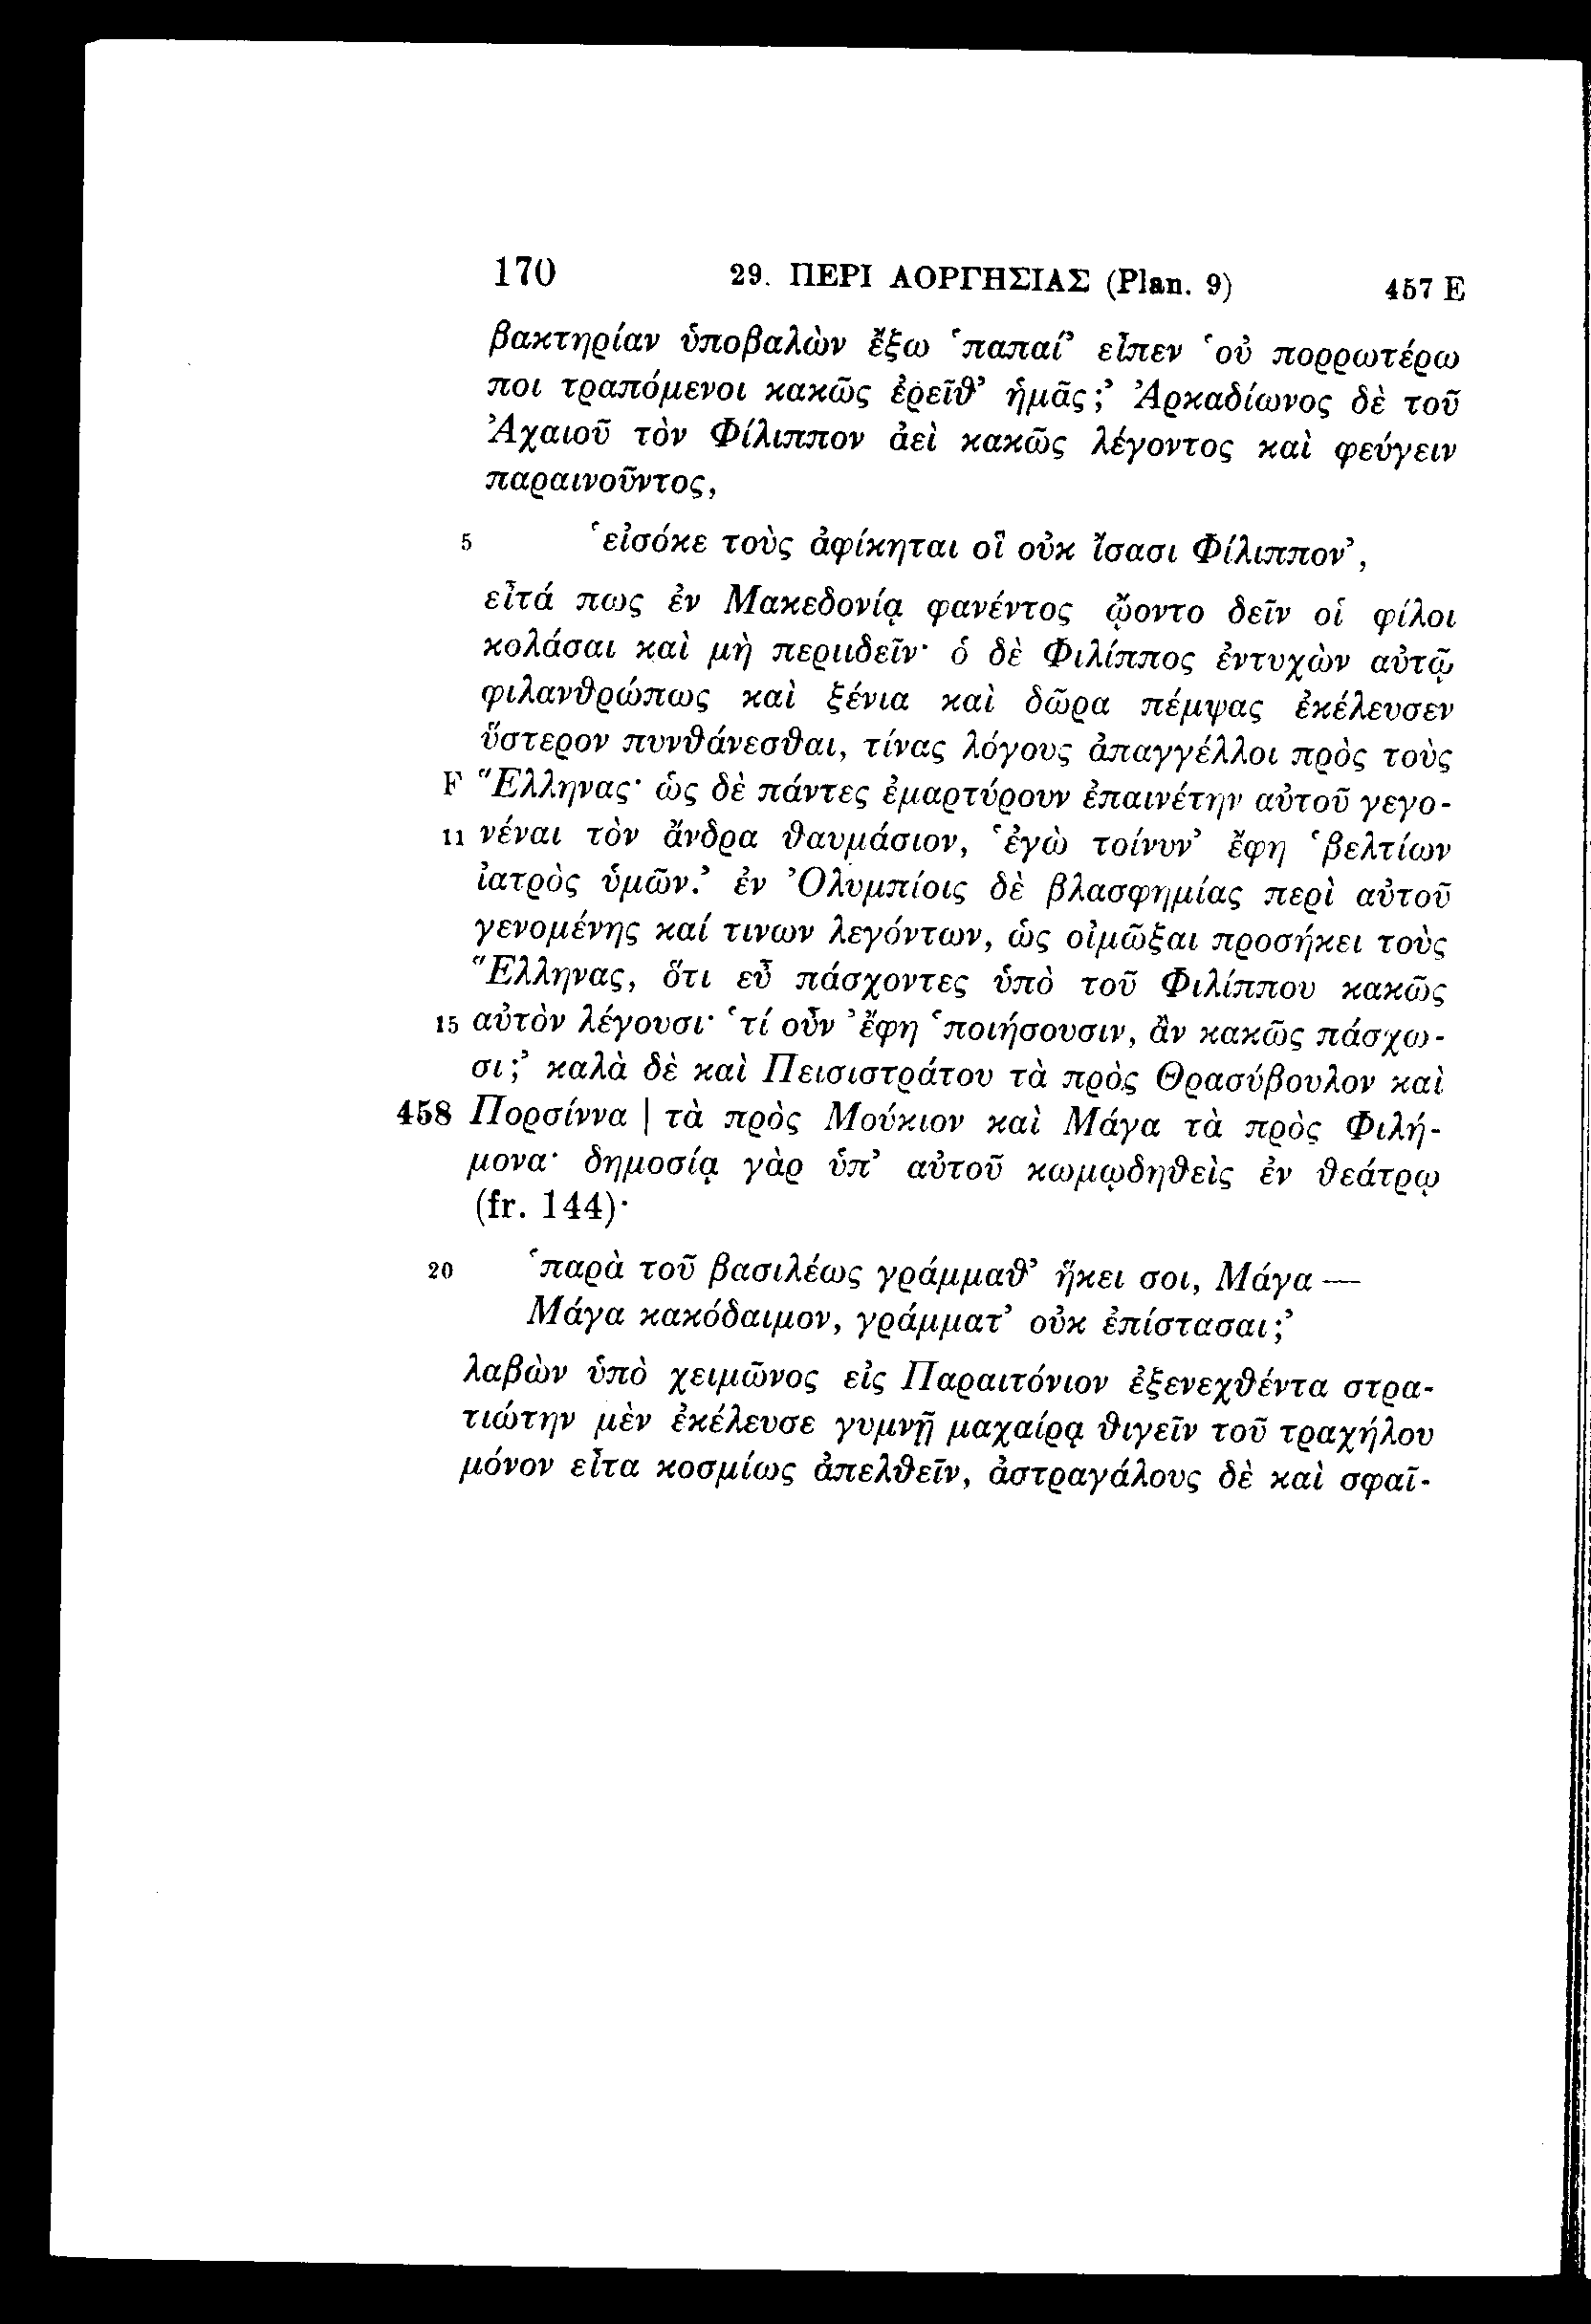 170 29. ΠΕΡΙ ΑΟΡΓΗΣΙΑΣ (Plan. 9) 457 E
βακτηρίαν ὑποβαλὼν ἔξω ‛παπαί’ εἶπεν ‛οὐ πορρωτέρω
ποι τραπόμενοι κακῶς ἐρεῖθ’ ἡμᾶς;’ Ἀρκαδίωνος δὲ τοῦ
Ἀχαιοῦ τὸν Φίλιππον ἀεὶ κακῶς λέγοντος καὶ φεύγειν
παραινοῦντος,
5 ‛εἰσόκε τοὺς ἀφίκηται οἳ οὐκ ἴσασι Φίλιππον’,
εἶτά πως ἐν Μακεδονίᾳ φανέντος ᾤοντο δεῖν οἱ φίλοι
κολάσαι καὶ μὴ περιιδεῖν· ὁ δὲ Φιλίππος ἐντυχὼν αὐτῷ
φιλανθρώπως καὶ ξένια καὶ δῶρα πέμψας ἐκέλευσεν
ὕστερον πυνθάνεσθαι, τίνας λόγους ἀπαγγέλλοι πρὸς τοὺς
F Ἕλληνας· ὡς δὲ πάντες ἐμαρτύρουν ἐπαινέτην αὐτοῦ γεγο-
11 νέναι τὸν ἄνδρα θαυμάσιον, ‛ἐγὼ τοίνυν’ ἔφη ‛βελτίων
ἰατρὸς ὑμῶν.’ ἐν Ὀλυμπίοις δὲ βλασφημίας περὶ αὐτοῦ
γενομένης καί τινων λεγόντων, ὡς οἰμῶξαι προσήκει τοὺς
Ἕλληνας, ὅτι εὖ πάσχοντες ὑπὸ τοῦ Φιλίππου κακῶς
15 αὐτὸν λέγουσι· ‛τί οὖν ’ἔφη ‛ποιήσουσιν, ἂν κακῶς πάσχω-
σι;’ καλὰ δὲ καὶ Πεισιστράτου τὰ πρὸς Θρασύβουλον καὶ
458 Πορσίννα | τὰ πρὸς Μούκιον καὶ Μάγα τὰ πρὸς Φιλή-
μονα· δημοσίᾳ γὰρ ὑπ’ αὐτοῦ κωμῳδηθεὶς ἐν θεάτρῳ
(fr. 144)·
20 ‛παρὰ τοῦ βασιλέως γράμμαθ’ ἥκει σοι, Μάγα —
Μάγα κακόδαιμον, γράμματ’ οὐκ ἐπίστασαι;’
λαβὼν ὑπὸ χειμῶνος εἰς Παραιτόνιον ἐξενεχθέντα στρα-
τιώτην μὲν ἐκέλευσε γυμνῇ μαχαίρᾳ θιγεῖν τοῦ τραχήλου
μόνον εἶτα κοσμίως ἀπελθεῖν, ἀστραγάλους δὲ καὶ σφαῖ-